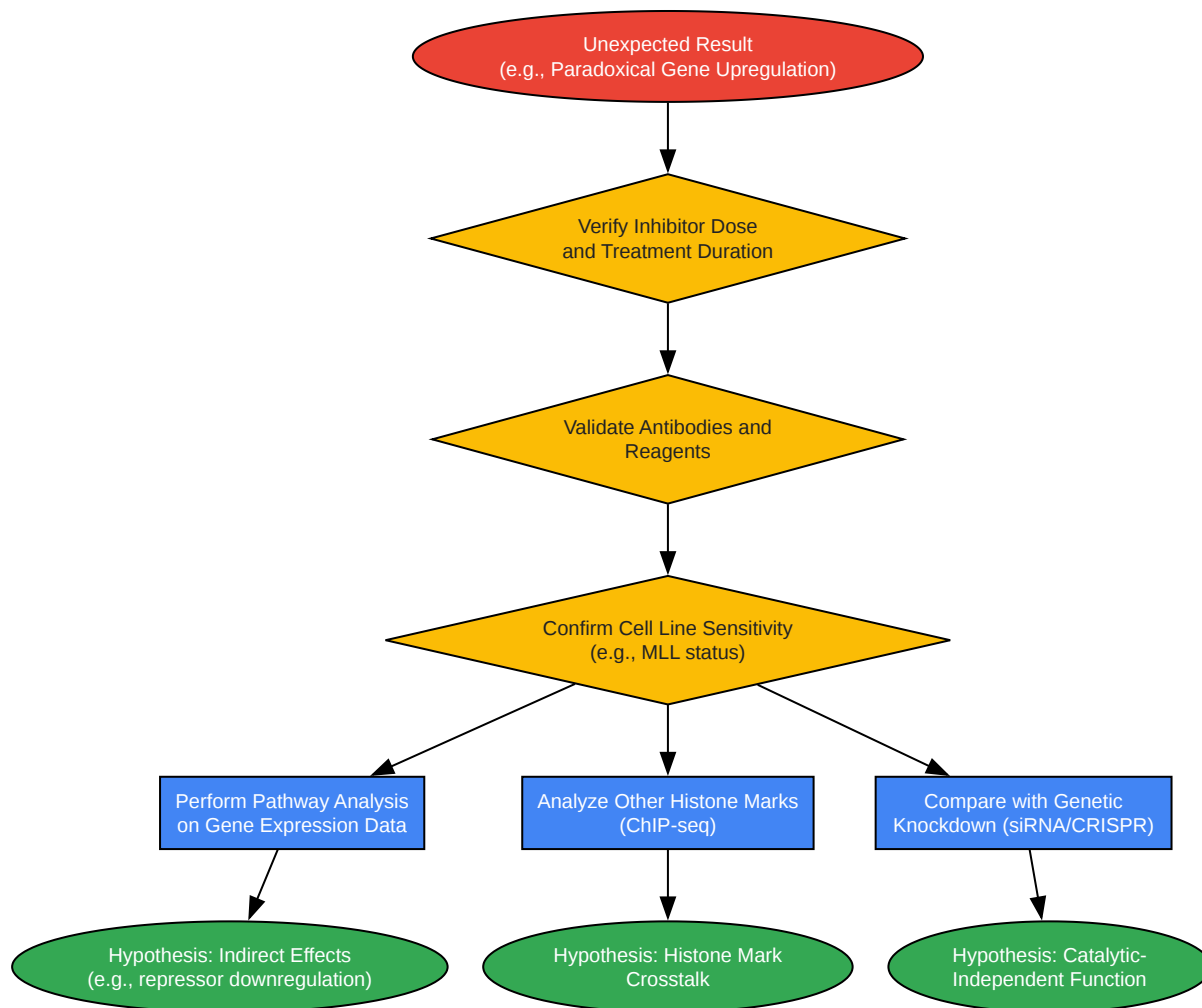 Unexpected Result
(e.g., Paradoxical Gene Upregulation)
Verify Inhibitor Dose
and Treatment Duration
Validate Antibodies and
Reagents
Confirm Cell Line Sensitivity
(e.g., MLL status)
Perform Pathway Analysis
on Gene Expression Data
Analyze Other Histone Marks
(ChIP-seq)
Compare with Genetic
Knockdown (siRNA/CRISPR)
Hypothesis: Indirect Effects
(e.g., repressor downregulation)
Hypothesis: Histone Mark
Crosstalk
Hypothesis: Catalytic-
Independent Function